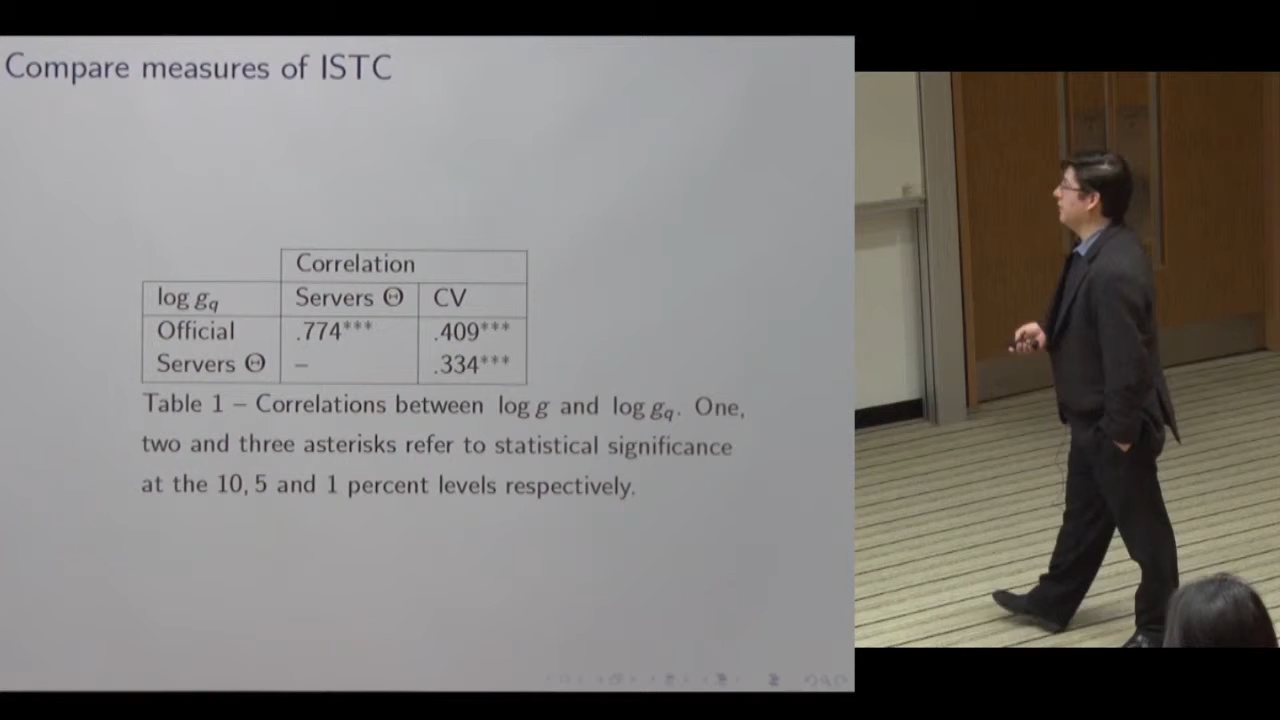 Compare measures of ISTC
Correlation
log g_q Servers Θ CV
Official .774*** .409***
Servers Θ – .334***
Table 1 – Correlations between log g and log g_q. One,
two and three asterisks refer to statistical significance
at the 10, 5 and 1 percent levels respectively.